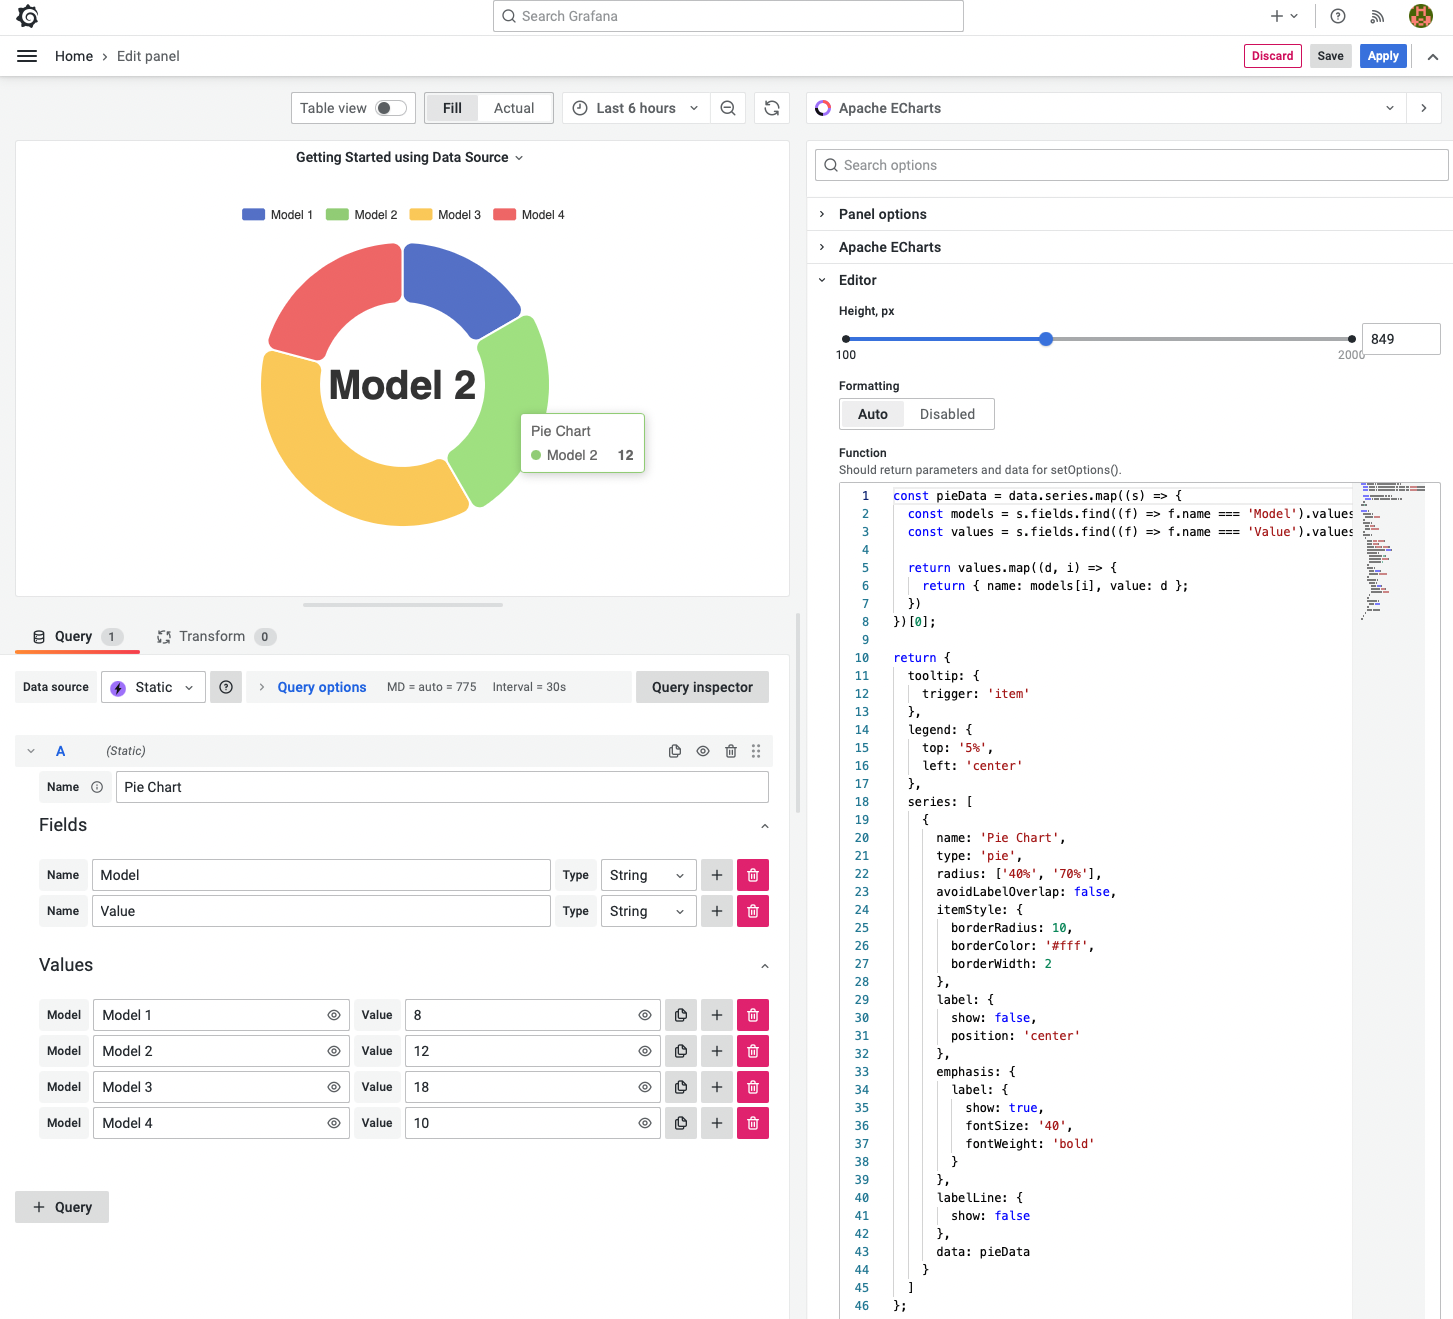 Search Grafana
Home › Edit panel
Discard
Save
Apply
Table view
Fill
Actual
Last 6 hours
Apache ECharts
Getting Started using Data Source
Model 1
Model 2
Model 3
Model 4
Model 2
Pie Chart
Model 2 12
Query 1
Transform 0
Data source
Static
Query options
MD = auto = 775
Interval = 30s
Query inspector
A
(Static)
Name
Pie Chart
Fields
Name
Model
Type
String
Name
Value
Type
String
Values
Model
Model 1
Value
8
Model
Model 2
Value
12
Model
Model 3
Value
18
Model
Model 4
Value
10
Query
Search options
Panel options
Apache ECharts
Editor
Height, px
100
2000
849
Formatting
Auto
Disabled
Function
Should return parameters and data for setOptions().
1 const pieData = data.series.map((s) => {
2 const models = s.fields.find((f) => f.name === 'Model').values
3 const values = s.fields.find((f) => f.name === 'Value').values
4
5 return values.map((d, i) => {
6 return { name: models[i], value: d };
7 })
8 })[0];
9
10 return {
11 tooltip: {
12 trigger: 'item'
13 },
14 legend: {
15 top: '5%',
16 left: 'center'
17 },
18 series: [
19 {
20 name: 'Pie Chart',
21 type: 'pie',
22 radius: ['40%', '70%'],
23 avoidLabelOverlap: false,
24 itemStyle: {
25 borderRadius: 10,
26 borderColor: '#fff',
27 borderWidth: 2
28 },
29 label: {
30 show: false,
31 position: 'center'
32 },
33 emphasis: {
34 label: {
35 show: true,
36 fontSize: '40',
37 fontWeight: 'bold'
38 }
39 },
40 labelLine: {
41 show: false
42 },
43 data: pieData
44 }
45 ]
46 };